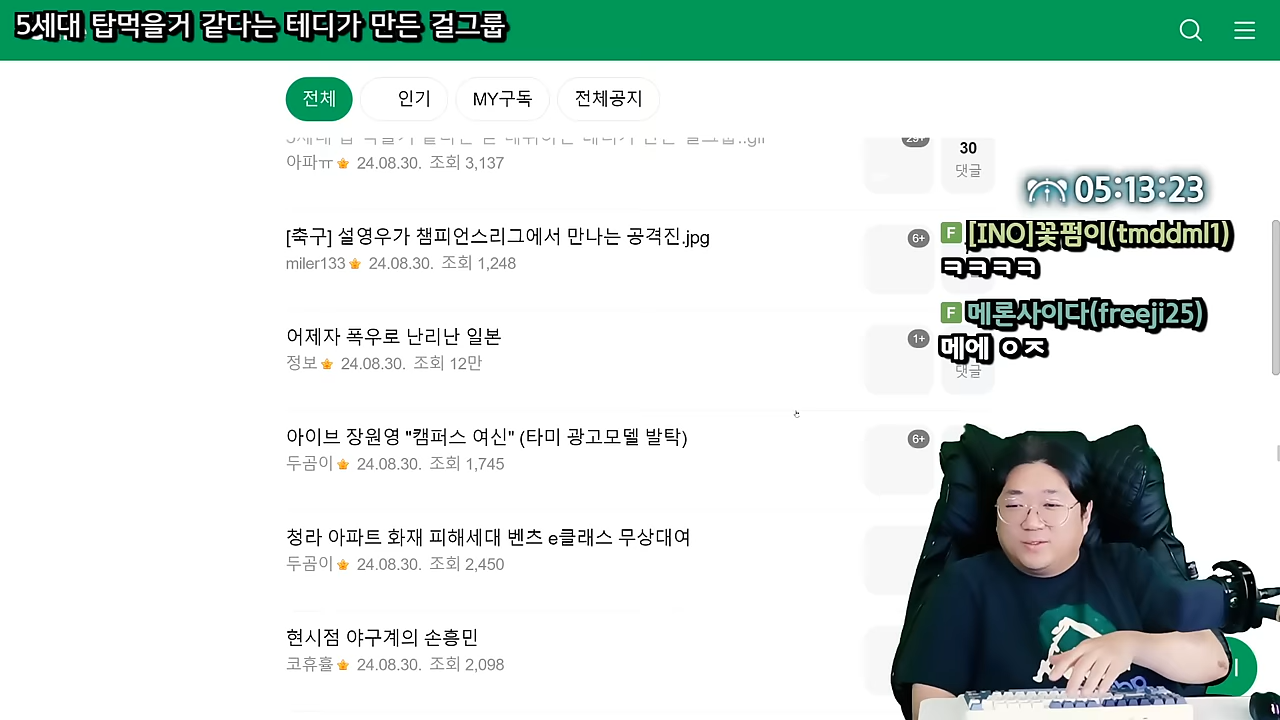 5세대 탑먹을거 같다는 테디가 만든 걸그룹
전체
인기
MY구독
전체공지
아파ㅠ 24.08.30. 조회 3,137
30
댓글
05:13:23
[축구] 설영우가 챔피언스리그에서 만나는 공격진.jpg
miler133 24.08.30. 조회 1,248
6+
F [INO]꽃펌이(tmddml1)
ㅋㅋㅋㅋ
F 메론사이다(freeji25)
메에 ㅇㅈ
어제자 폭우로 난리난 일본
정보 24.08.30. 조회 12만
1+
댓글
아이브 장원영 "캠퍼스 여신" (타미 광고모델 발탁)
두곰이 24.08.30. 조회 1,745
6+
청라 아파트 화재 피해세대 벤츠 e클래스 무상대여
두곰이 24.08.30. 조회 2,450
현시점 야구계의 손흥민
코휴휼 24.08.30. 조회 2,098